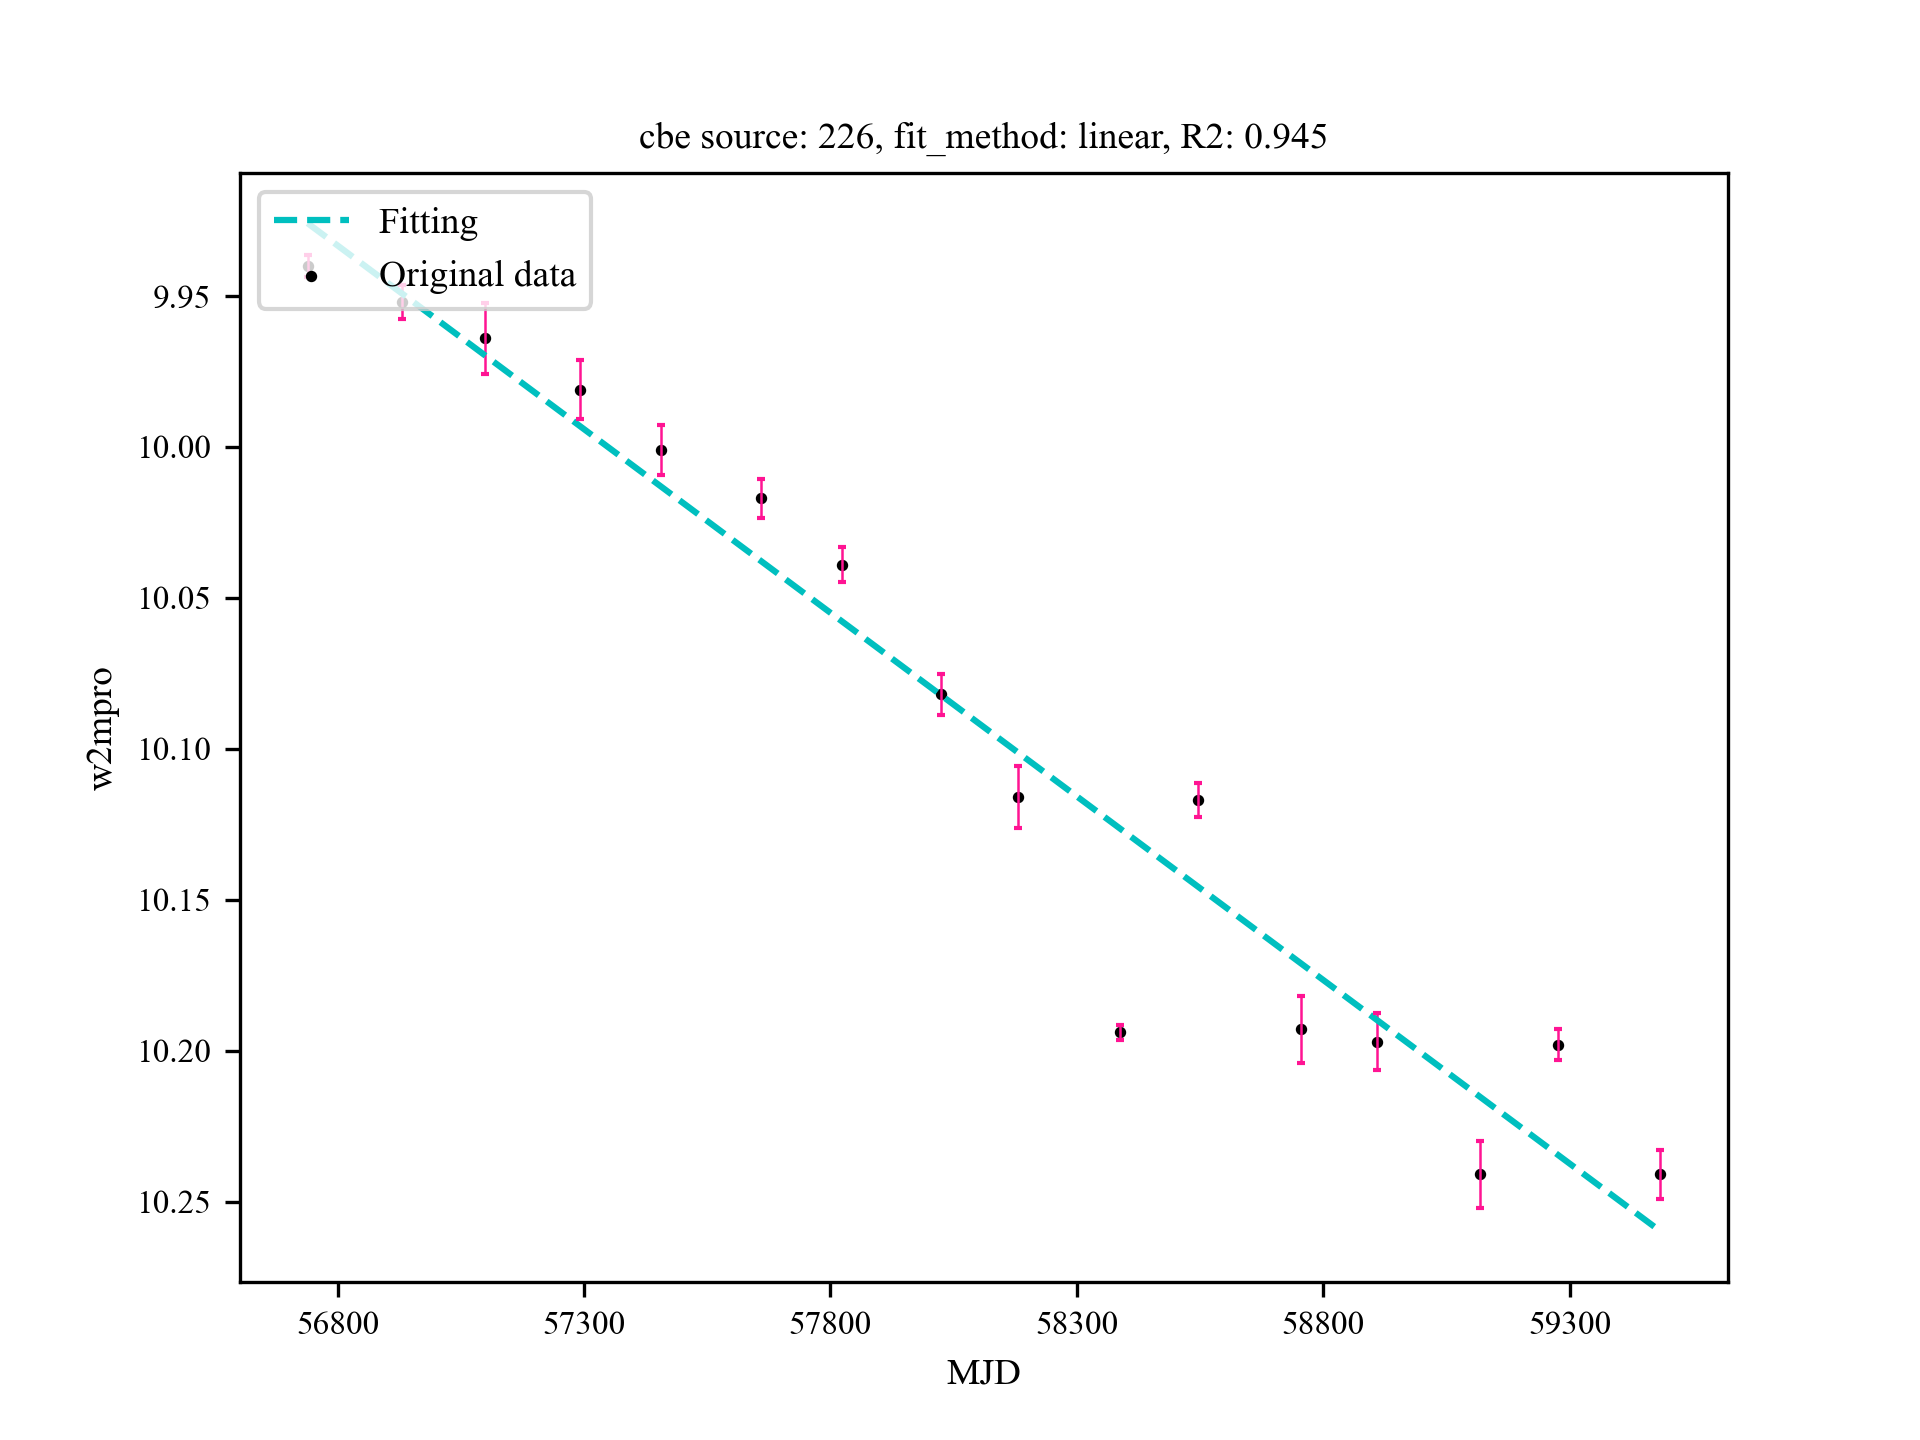 cbe source: 226, fit_method: linear, R2: 0.945
Fitting
Original data
9.95
10.00
10.05
10.10
10.15
10.20
10.25
w2mpro
56800
57300
57800
58300
58800
59300
MJD